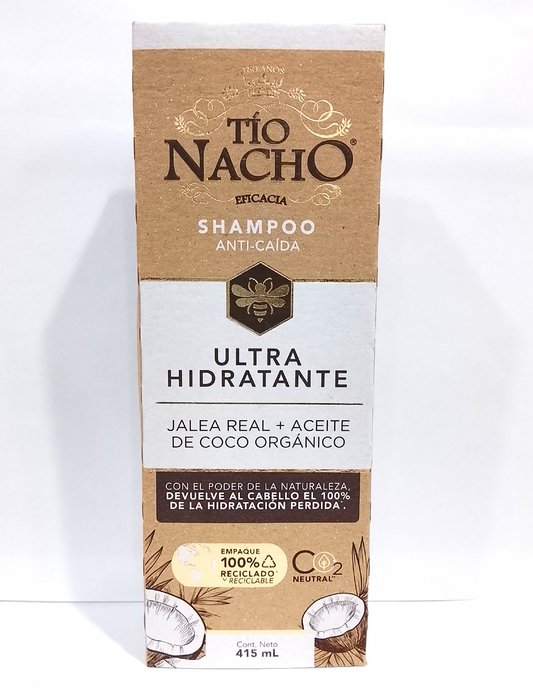 160 AÑOS
TÍO
NACHO®
EFICACIA
SHAMPOO
ANTI-CAÍDA
ULTRA
HIDRATANTE
JALEA REAL + ACEITE
DE COCO ORGÁNICO
CON EL PODER DE LA NATURALEZA,
DEVUELVE AL CABELLO EL 100%
DE LA HIDRATACIÓN PERDIDA*.
EMPAQUE
100%
RECICLADO
Y RECICLABLE
CO2
NEUTRAL
Cont. Neto
415 mL